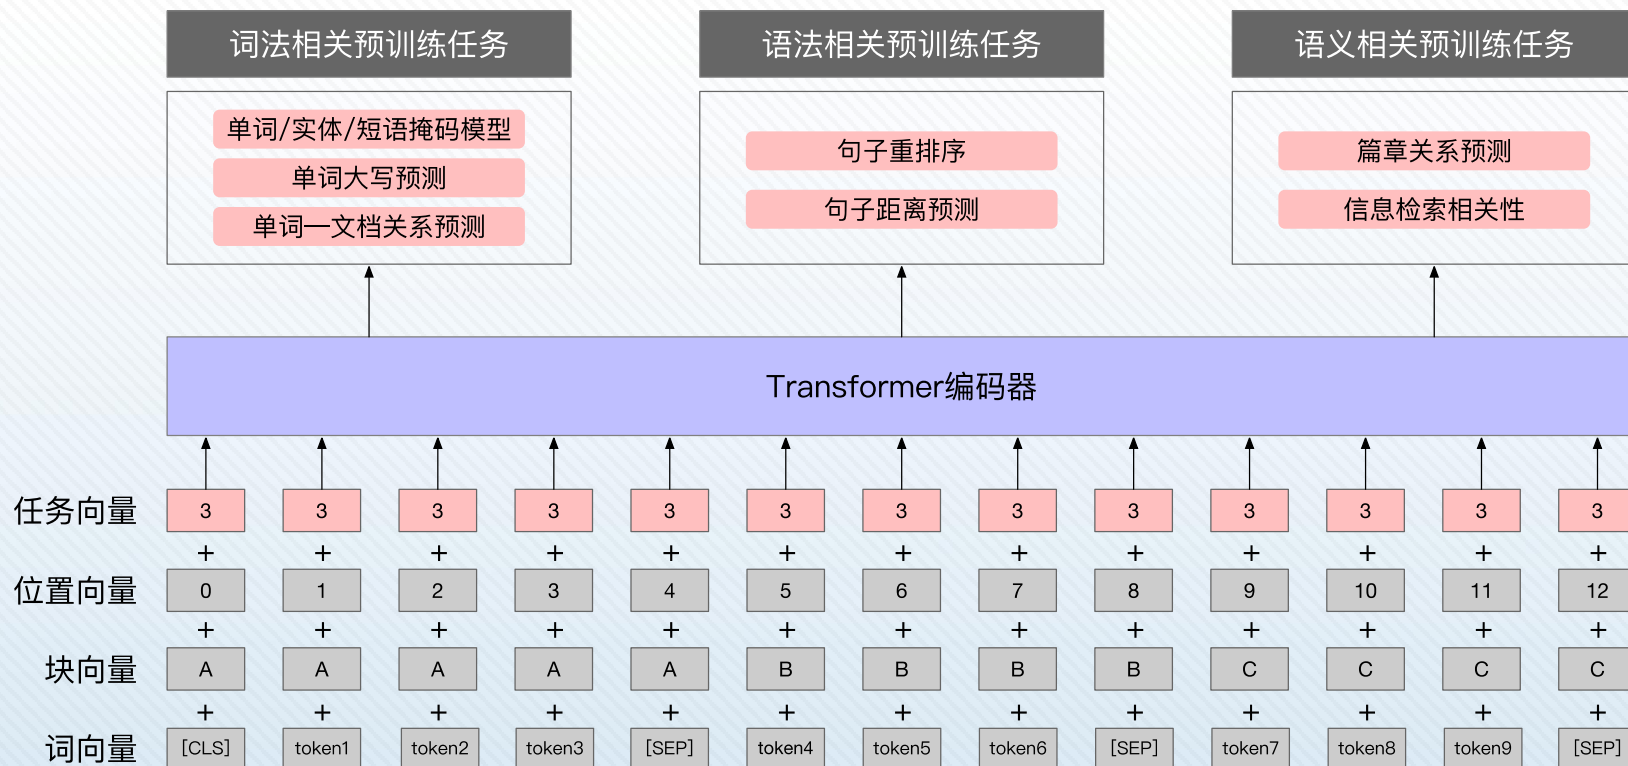 词法相关预训练任务 语法相关预训练任务 语义相关预训练任务
单词/实体/短语掩码模型
单词大写预测
单词—文档关系预测
句子重排序
句子距离预测
篇章关系预测
信息检索相关性
Transformer编码器
任务向量 3 3 3 3 3 3 3 3 3 3 3 3 3
+ + + + + + + + + + + + +
位置向量 0 1 2 3 4 5 6 7 8 9 10 11 12
+ + + + + + + + + + + + +
块向量 A A A A A B B B B C C C C
+ + + + + + + + + + + + +
词向量 [CLS] token1 token2 token3 [SEP] token4 token5 token6 [SEP] token7 token8 token9 [SEP]